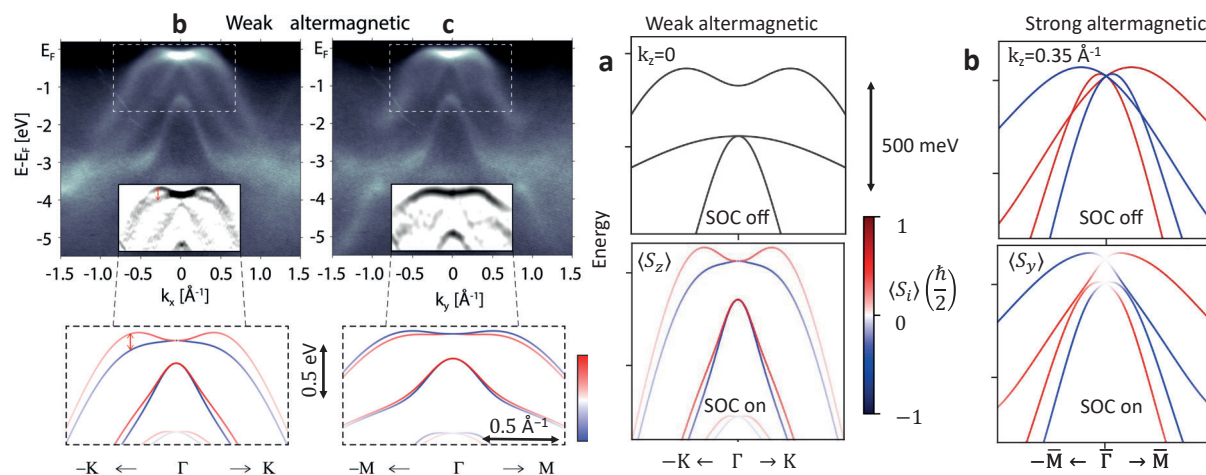 b Weak altermagnetic c
E_F
-1
-2
-3
-4
-5
E-E_F [eV]
-1.5 -1.0 -0.5 0 0.5 1.0 1.5
k_x [Å⁻¹]
E_F
-1
-2
-3
-4
-5
-1.5 -1.0 -0.5 0 0.5 1.0 1.5
k_y [Å⁻¹]
0.5 eV
0.5 Å⁻¹
−K ← Γ → K
−M ← Γ → M
Weak altermagnetic
a
k_z=0
SOC off
500 meV
Energy
⟨S_z⟩
SOC on
−K ← Γ → K
1
⟨S_i⟩ (ħ/2)
0
−1
Strong altermagnetic
b
k_z=0.35 Å⁻¹
SOC off
⟨S_y⟩
SOC on
−M̅ ← Γ̅ → M̅